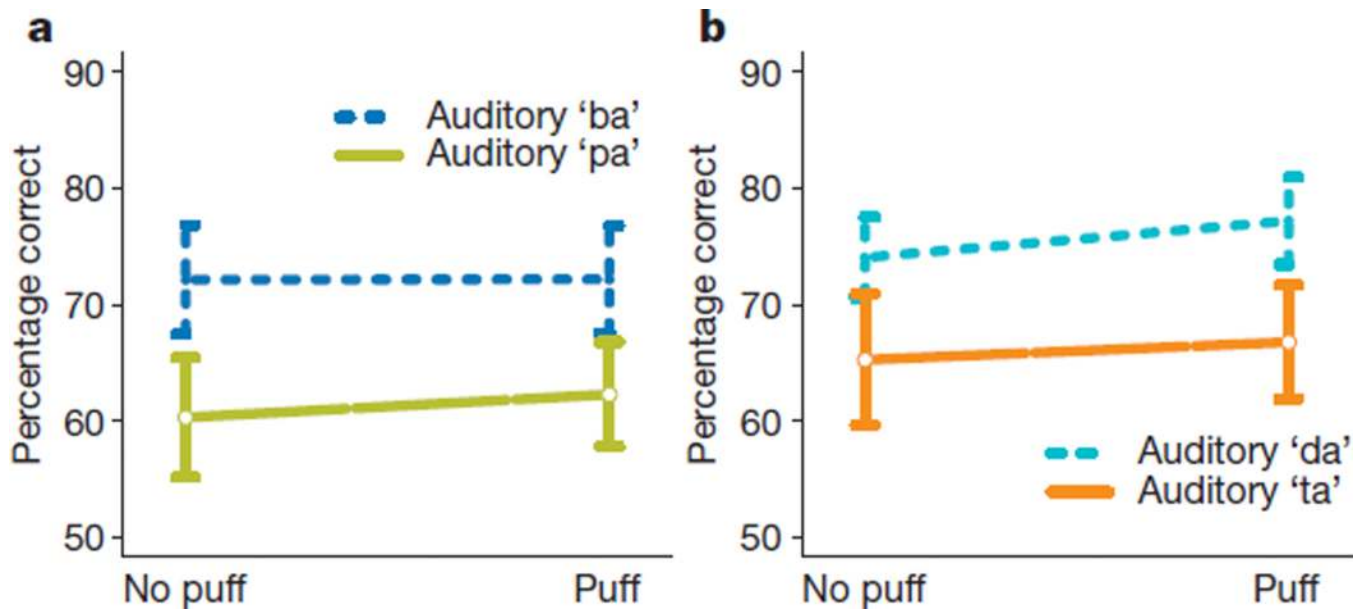 a
Percentage correct
90
80
70
60
50
Auditory ‘ba’
Auditory ‘pa’
No puff
Puff
b
Percentage correct
90
80
70
60
50
Auditory ‘da’
Auditory ‘ta’
No puff
Puff